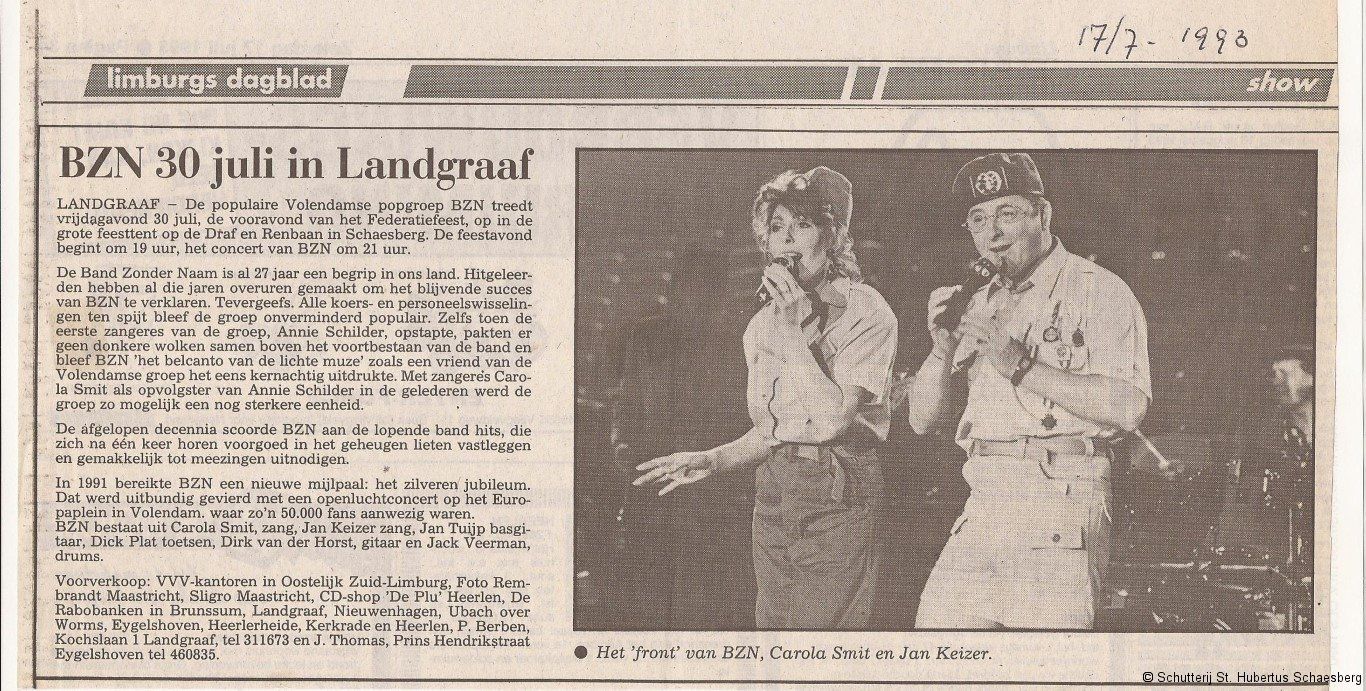 17/7 - 1993
limburgs dagblad
show
BZN 30 juli in Landgraaf
LANDGRAAF – De populaire Volendamse popgroep BZN treedt
vrijdagavond 30 juli, de vooravond van het Federatiefeest, op in de
grote feesttent op de Draf en Renbaan in Schaesberg. De feestavond
begint om 19 uur, het concert van BZN om 21 uur.
De Band Zonder Naam is al 27 jaar een begrip in ons land. Hitgeleer-
den hebben al die jaren overuren gemaakt om het blijvende succes
van BZN te verklaren. Tevergeefs. Alle koers- en personeelswisselin-
gen ten spijt bleef de groep onverminderd populair. Zelfs toen de
eerste zangeres van de groep, Annie Schilder, opstapte, pakten er
geen donkere wolken samen boven het voortbestaan van de band en
bleef BZN 'het belcanto van de lichte muze' zoals een vriend van de
Volendamse groep het eens kernachtig uitdrukte. Met zangeres Caro-
la Smit als opvolgster van Annie Schilder in de gelederen werd de
groep zo mogelijk een nog sterkere eenheid.
De afgelopen decennia scoorde BZN aan de lopende band hits, die
zich na één keer horen voorgoed in het geheugen lieten vastleggen
en gemakkelijk tot meezingen uitnodigen.
In 1991 bereikte BZN een nieuwe mijlpaal: het zilveren jubileum.
Dat werd uitbundig gevierd met een openluchtconcert op het Euro-
paplein in Volendam. waar zo'n 50.000 fans aanwezig waren.
BZN bestaat uit Carola Smit, zang, Jan Keizer zang, Jan Tuijp basgi-
taar, Dick Plat toetsen, Dirk van der Horst, gitaar en Jack Veerman,
drums.
Voorverkoop: VVV-kantoren in Oostelijk Zuid-Limburg, Foto Rem-
brandt Maastricht, Sligro Maastricht, CD-shop 'De Plu' Heerlen, De
Rabobanken in Brunssum, Landgraaf, Nieuwenhagen, Ubach over
Worms, Eygelshoven, Heerlerheide, Kerkrade en Heerlen, P. Berben,
Kochslaan 1 Landgraaf, tel 311673 en J. Thomas, Prins Hendrikstraat
Eygelshoven tel 460835.
● Het 'front' van BZN, Carola Smit en Jan Keizer.
© Schutterij St. Hubertus Schaesberg